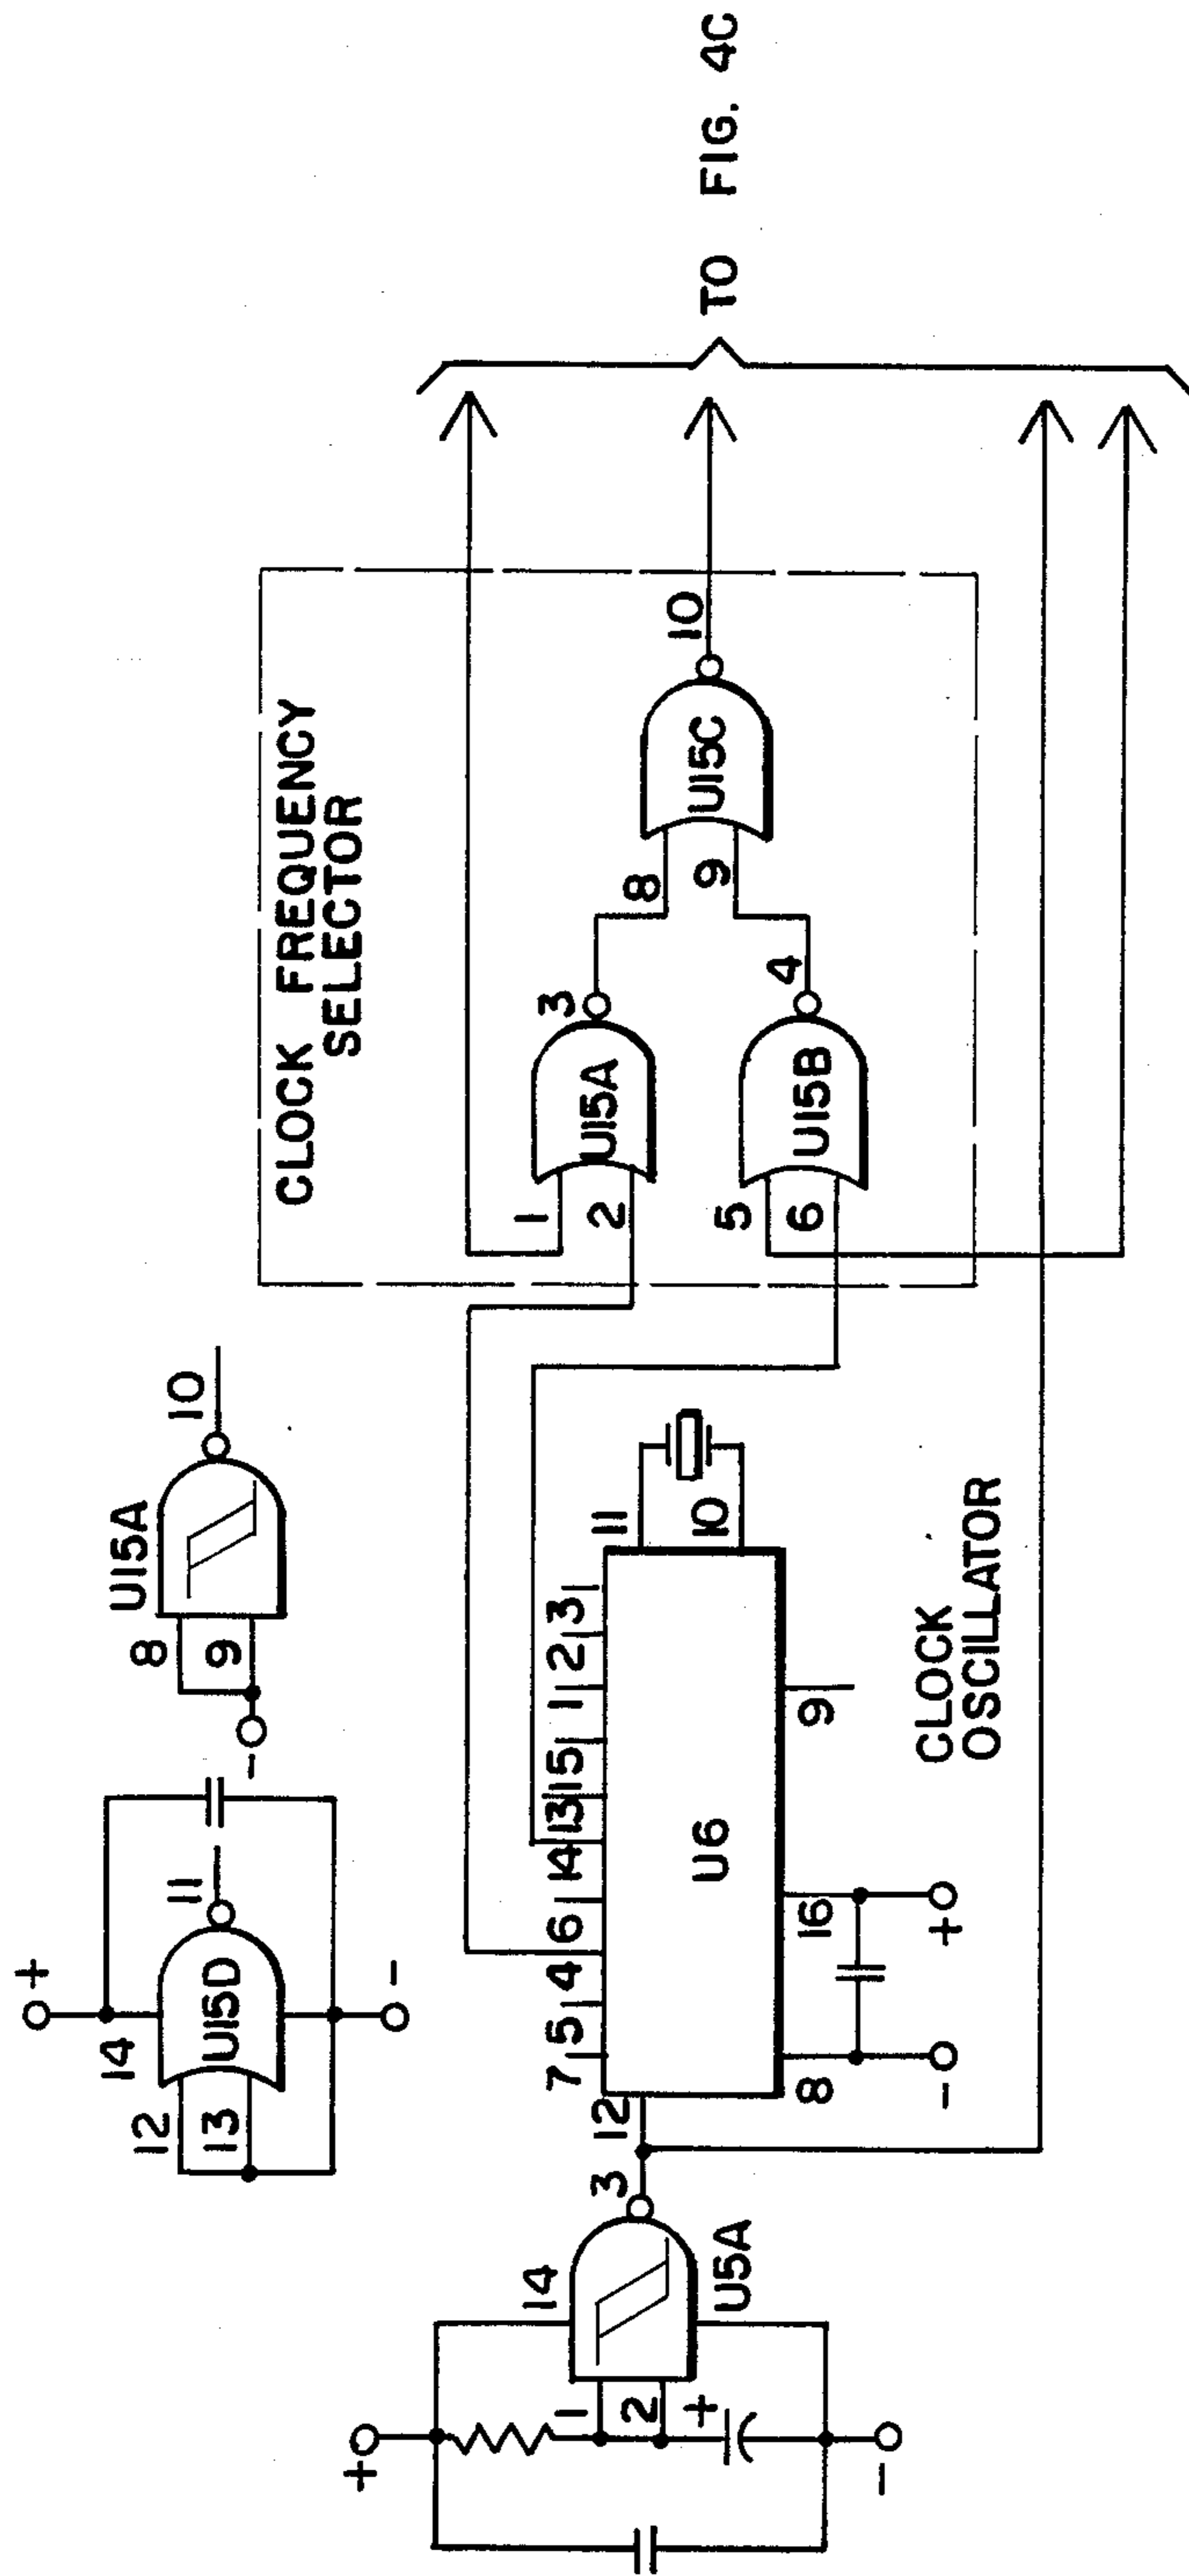 +
14
12
13
U15D
11
-
U15A
8
9
10
-
CLOCK FREQUENCY
SELECTOR
1
2
U15A
3
5
6
U15B
4
8
9
U15C
10
TO FIG. 4C
+
14
1
2
+
3
U5A
-
12
7 5 4 6 14 13 15 1 2 3
U6
11
10
8
16
9
-
+
CLOCK
OSCILLATOR